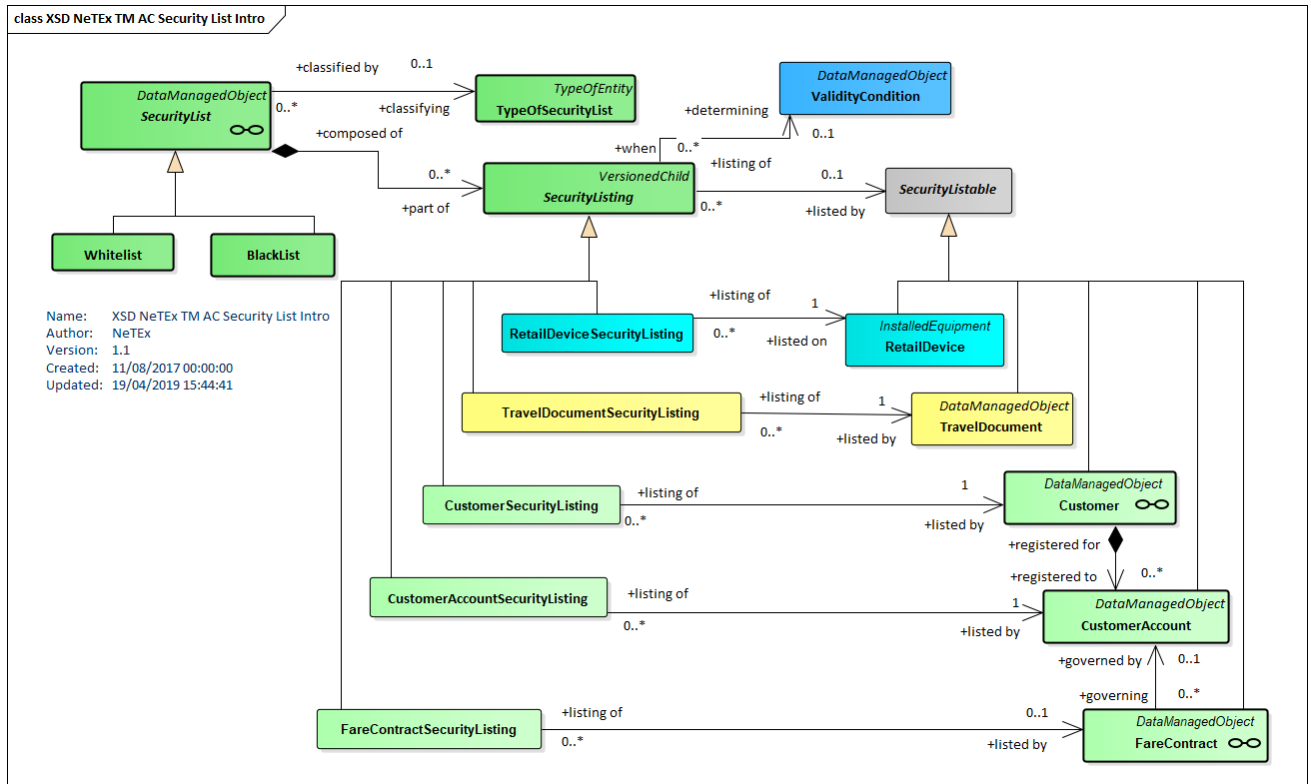 class XSD NeTEx TM AC Security List Intro
DataManagedObject
SecurityList
+classified by
0..1
0..*
+classifying
TypeOfEntity
TypeOfSecurityList
DataManagedObject
ValidityCondition
+composed of
0..*
+part of
+determining
0..1
+when
0..*
VersionedChild
SecurityListing
+listing of
0..1
0..*
+listed by
SecurityListable
Whitelist
BlackList
Name: XSD NeTEx TM AC Security List Intro
Author: NeTEx
Version: 1.1
Created: 11/08/2017 00:00:00
Updated: 19/04/2019 15:44:41
RetailDeviceSecurityListing
+listing of
1
0..*
+listed on
InstalledEquipment
RetailDevice
TravelDocumentSecurityListing
+listing of
1
0..*
+listed by
DataManagedObject
TravelDocument
CustomerSecurityListing
+listing of
1
0..*
+listed by
DataManagedObject
Customer
+registered for
+registered to
0..*
CustomerAccountSecurityListing
+listing of
1
0..*
+listed by
DataManagedObject
CustomerAccount
+governed by
0..1
+governing
0..*
FareContractSecurityListing
+listing of
0..1
0..*
+listed by
DataManagedObject
FareContract